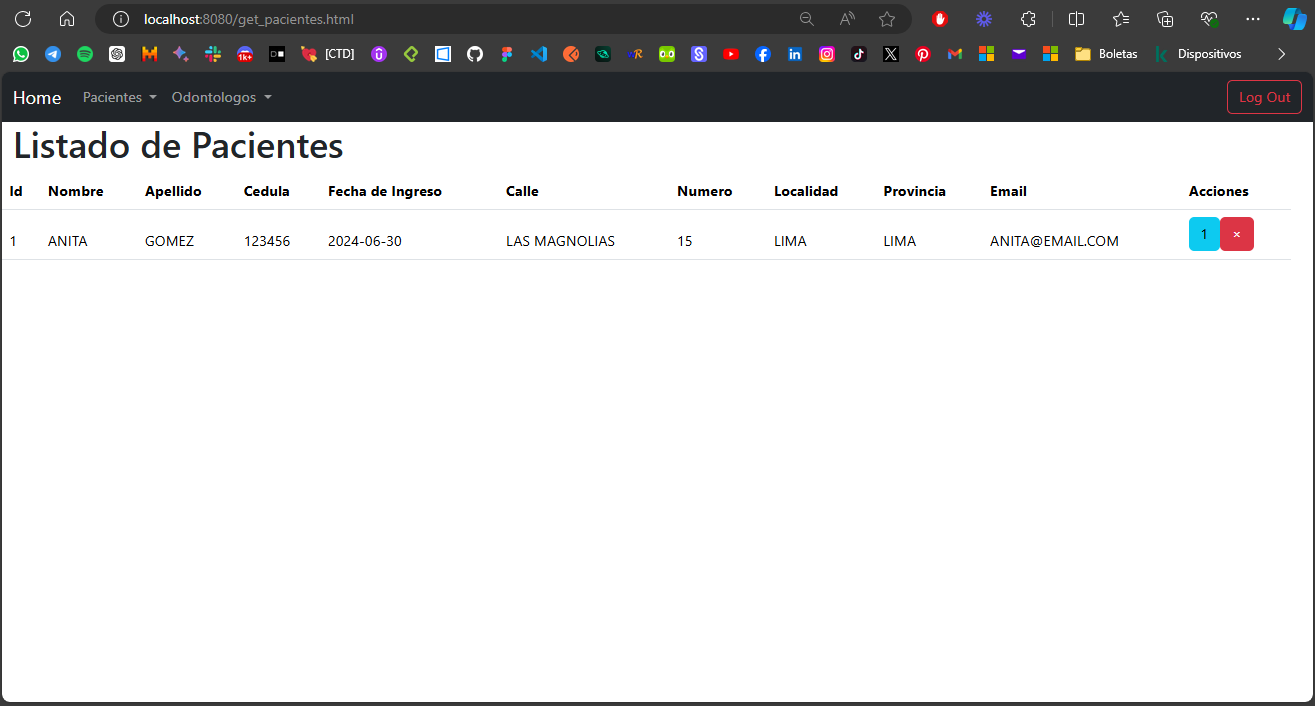 localhost:8080/get_pacientes.html
1K+
[CTD]
R
Boletas
Dispositivos
Home Pacientes Odontologos Log Out
Listado de Pacientes
Id Nombre Apellido Cedula Fecha de Ingreso Calle Numero Localidad Provincia Email Acciones
1 ANITA GOMEZ 123456 2024-06-30 LAS MAGNOLIAS 15 LIMA LIMA ANITA@EMAIL.COM 1 ×